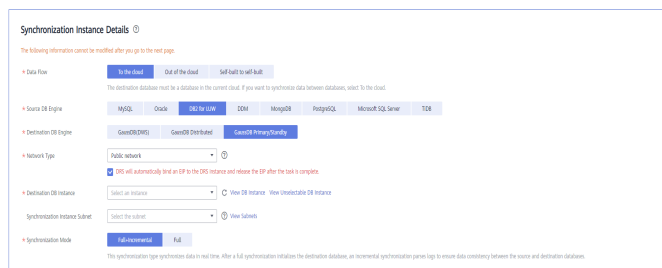 Synchronization Instance Details
The following information cannot be modified after you go to the next page.
* Data Flow
To the cloud Out of the cloud Self-built to self-built
The destination database must be a database in the current cloud. If you want to synchronize data between databases, select To the cloud.
* Source DB Engine
MySQL Oracle DB2 for LUW DDM MongoDB PostgreSQL Microsoft SQL Server TiDB
* Destination DB Engine
GaussDB(DWS) GaussDB Distributed GaussDB Primary/Standby
* Network Type
Public network
DRS will automatically bind an EIP to the DRS instance and release the EIP after the task is complete.
* Destination DB Instance
Select an instance
View DB Instance View Unselectable DB Instance
Synchronization Instance Subnet
Select the subnet
View Subnets
* Synchronization Mode
Full+Incremental Full
This synchronization type synchronizes data in real time. After a full synchronization initializes the destination database, an incremental synchronization parses logs to ensure data consistency between the source and destination databases.